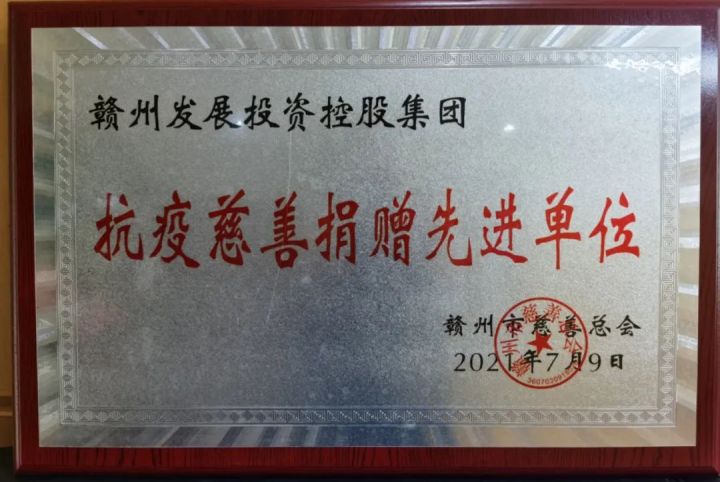 赣州发展投资控股集团
抗疫慈善捐赠先进单位
赣州市慈善总会
2021年7月9日